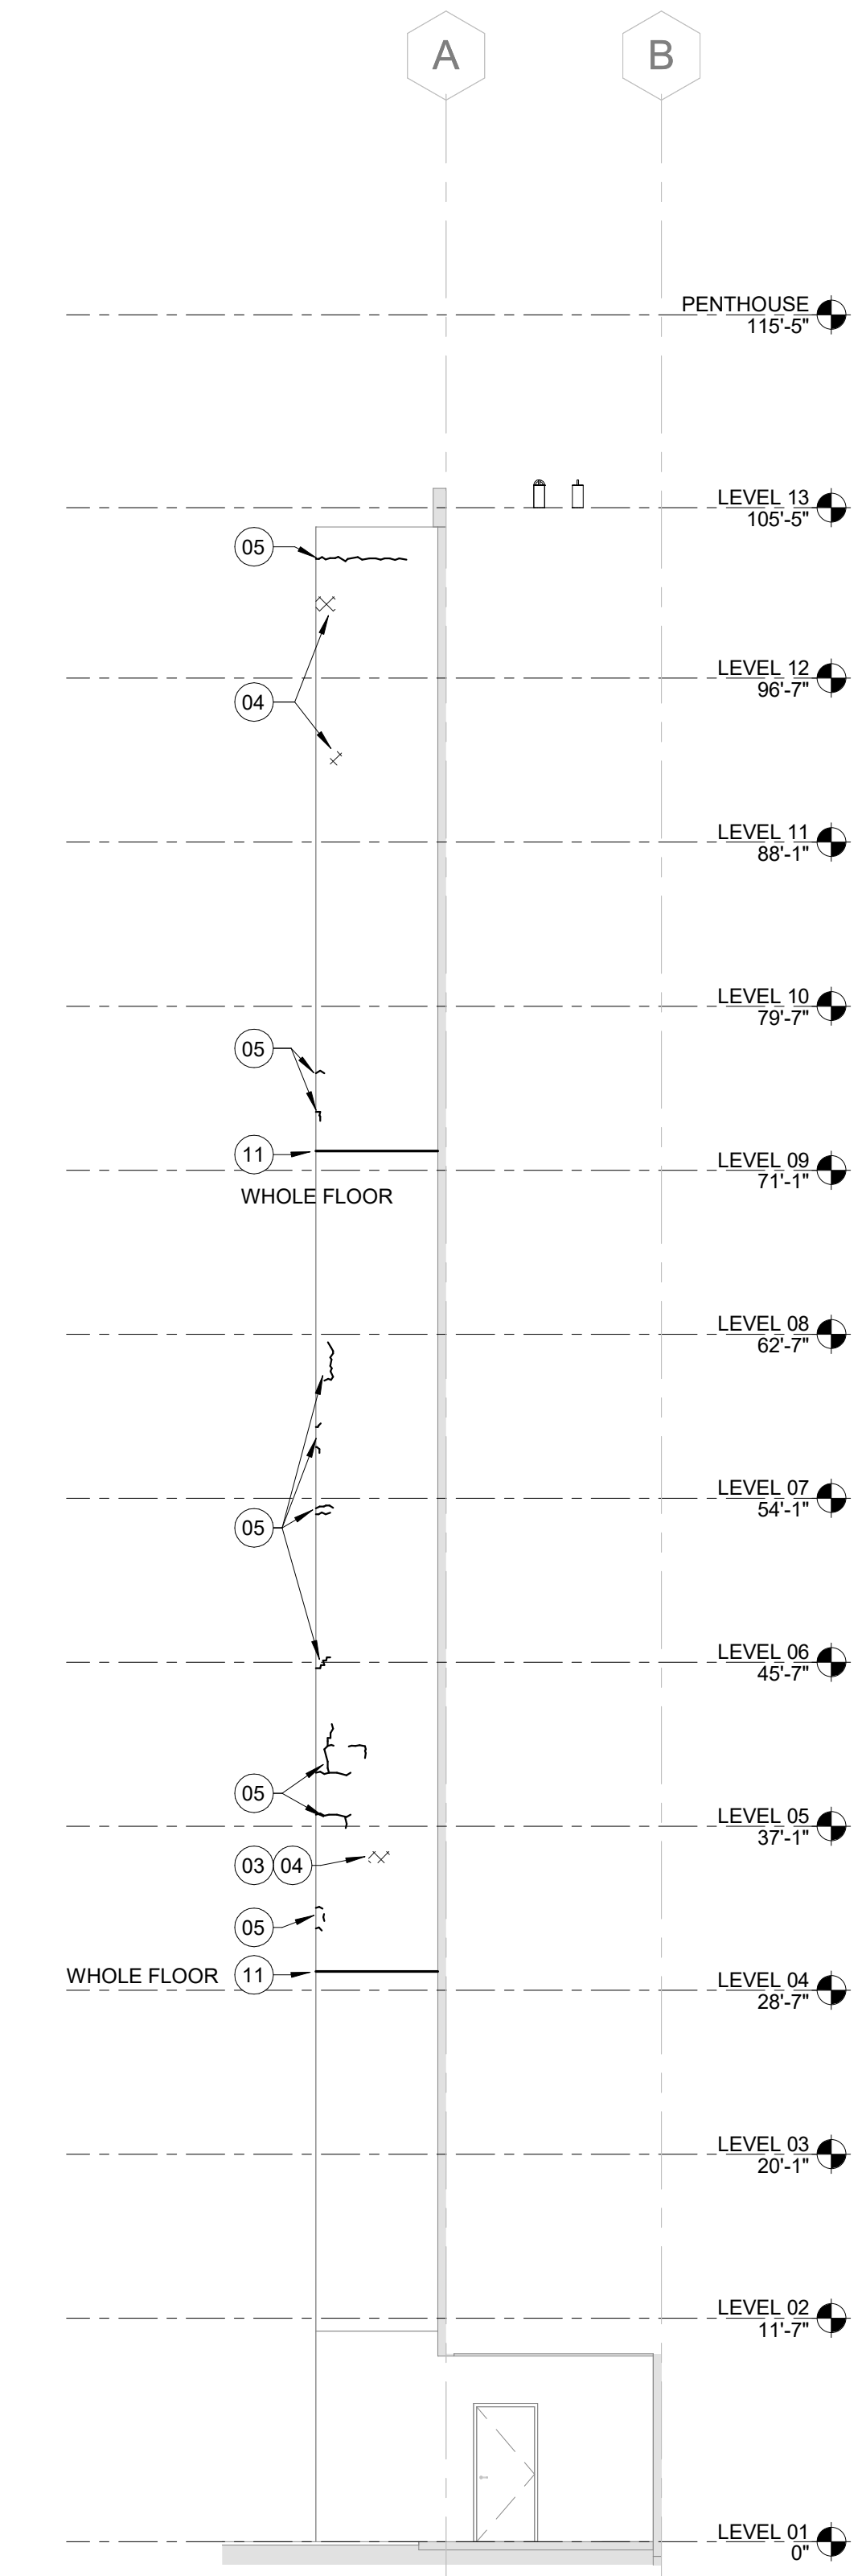 A
B
PENTHOUSE
115'-5"
LEVEL 13
105'-5"
05
LEVEL 12
96'-7"
04
LEVEL 11
88'-1"
LEVEL 10
79'-7"
05
11
LEVEL 09
71'-1"
WHOLE FLOOR
LEVEL 08
62'-7"
LEVEL 07
54'-1"
05
LEVEL 06
45'-7"
05
LEVEL 05
37'-1"
03 04
05
WHOLE FLOOR 11
LEVEL 04
28'-7"
LEVEL 03
20'-1"
LEVEL 02
11'-7"
LEVEL 01
0"